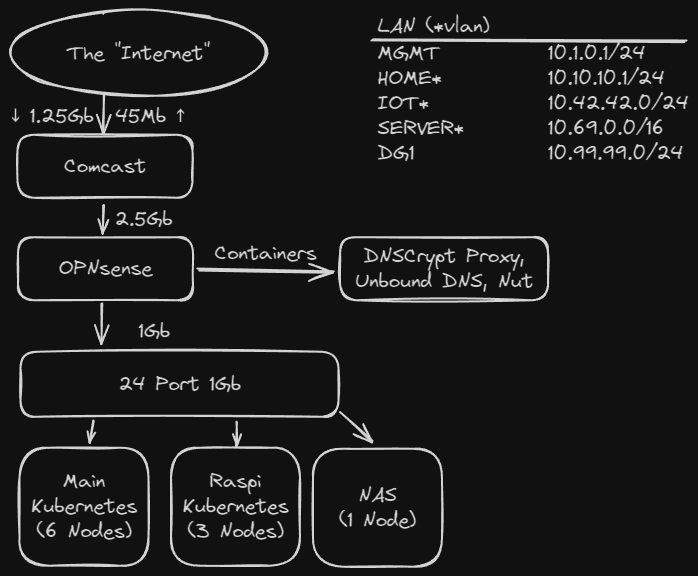 The "Internet"
↓ 1.25Gb 45Mb ↑
Comcast
2.5Gb
OPNsense
Containers
DNSCrypt Proxy,
Unbound DNS, Nut
1Gb
24 Port 1Gb
Main
Kubernetes
(6 Nodes)
Raspi
Kubernetes
(3 Nodes)
NAS
(1 Node)
LAN (*vlan)
MGMT 10.1.0.1/24
HOME* 10.10.10.1/24
IOT* 10.42.42.0/24
SERVER* 10.69.0.0/16
DG1 10.99.99.0/24